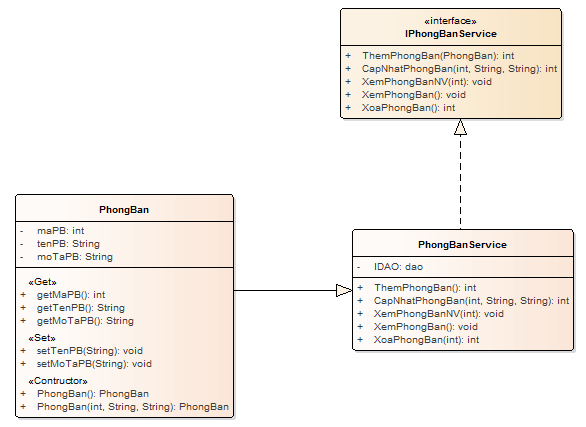 «interface»
IPhongBanService
+ ThemPhongBan(PhongBan): int
+ CapNhatPhongBan(int, String, String): int
+ XemPhongBanNV(int): void
+ XemPhongBan(): void
+ XoaPhongBan(): int
PhongBan
- maPB: int
- tenPB: String
- moTaPB: String
«Get»
+ getMaPB(): int
+ getTenPB(): String
+ getMoTaPB(): String
«Set»
+ setTenPB(String): void
+ setMoTaPB(String): void
«Contructor»
+ PhongBan(): PhongBan
+ PhongBan(int, String, String): PhongBan
PhongBanService
- IDAO: dao
+ ThemPhongBan(): int
+ CapNhatPhongBan(int, String, String): int
+ XemPhongBanNV(int): void
+ XemPhongBan(): void
+ XoaPhongBan(int): int